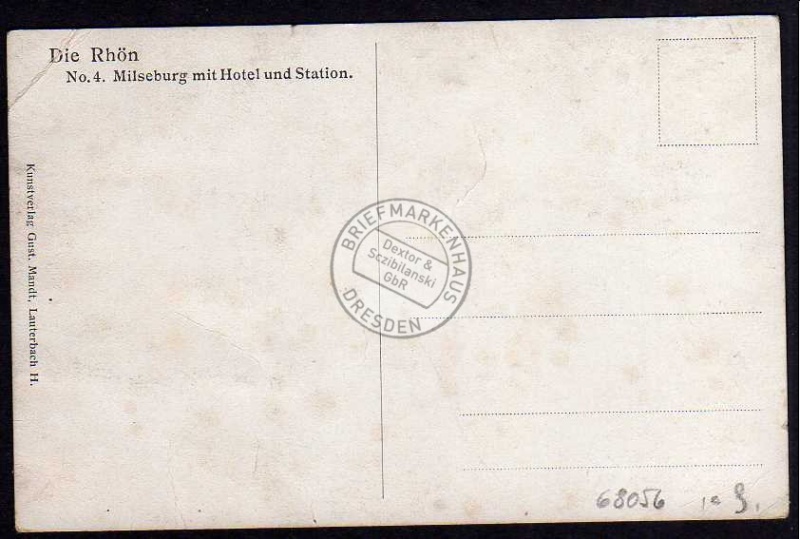 Die Rhön
No. 4. Milseburg mit Hotel und Station.
Kunstverlag Gust. Mandt, Lauterbach H.
BRIEFMARKENHAUS
Dextor &
Sczibilanski
GbR
DRESDEN
68056